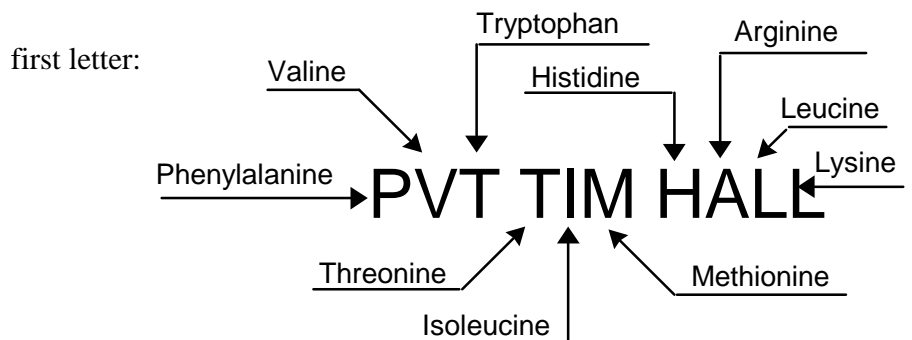 first letter:
Tryptophan
Arginine
Valine
Histidine
Leucine
Phenylalanine
PVT TIM HALL
Lysine
Threonine
Methionine
Isoleucine